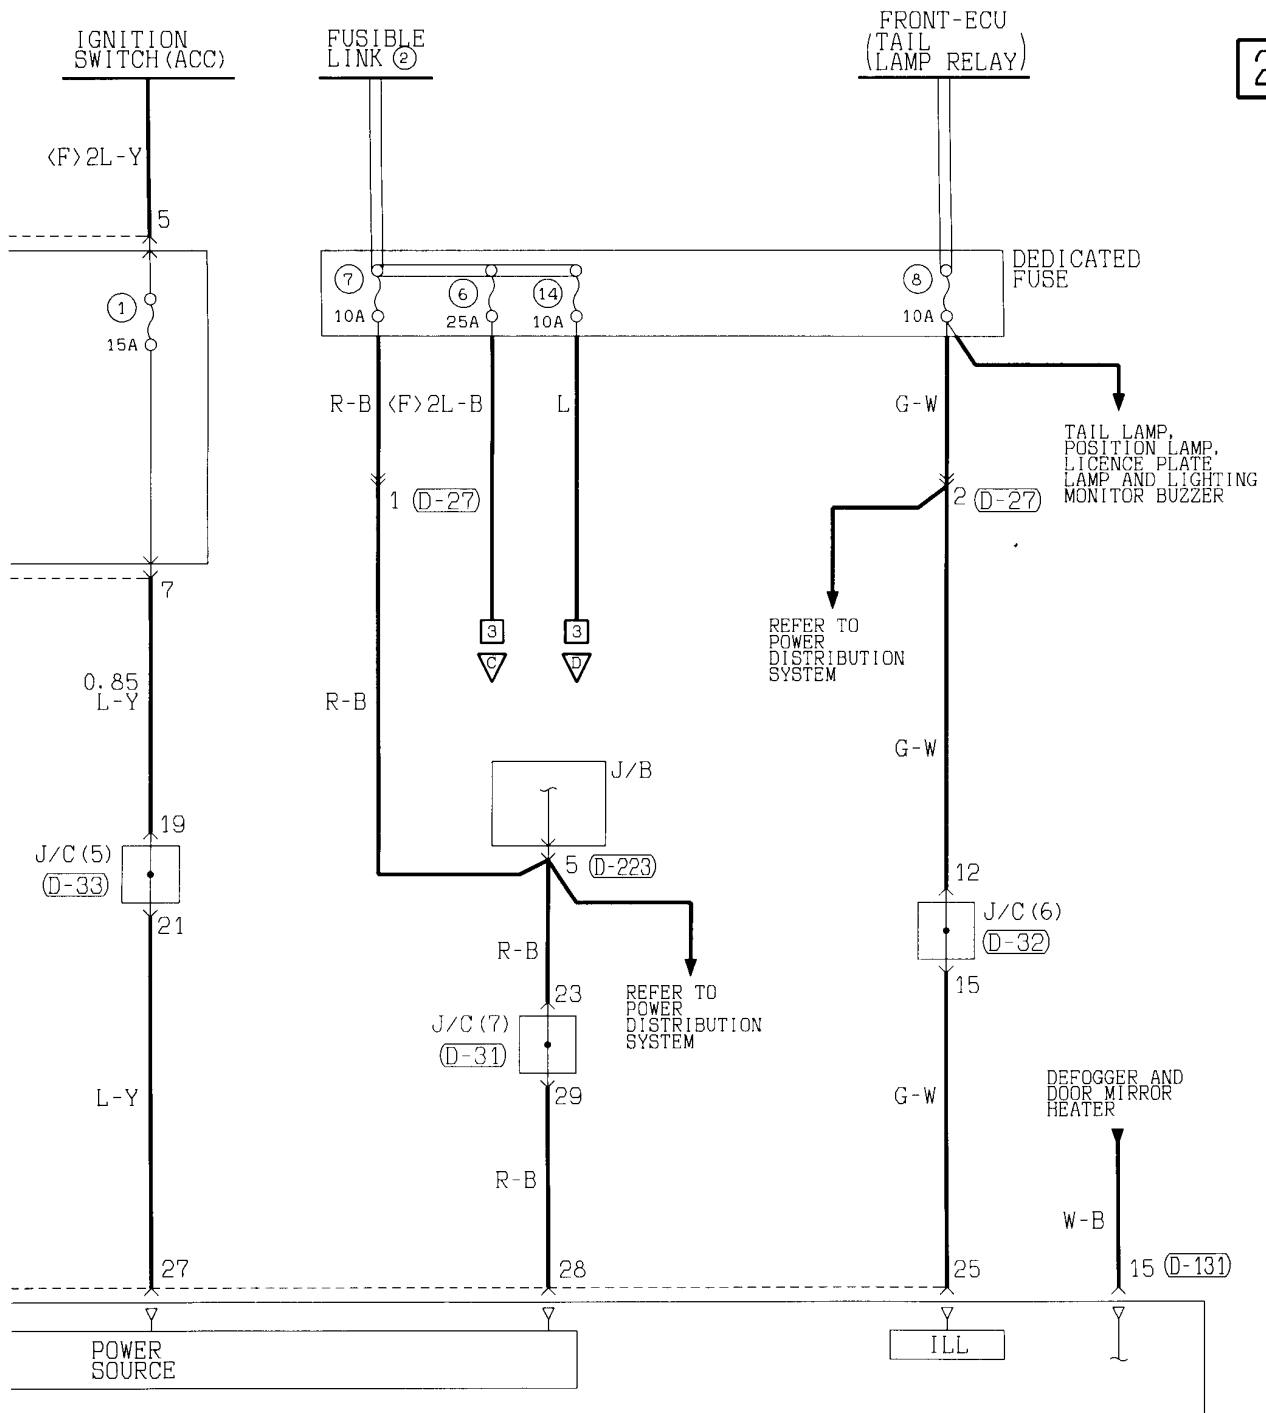 IGNITION
SWITCH(ACC)
FUSIBLE
LINK ②
FRONT-ECU
(TAIL
LAMP RELAY)
2
<F>2L-Y
5
DEDICATED
FUSE
1
15A
7
10A
6
25A
14
10A
8
10A
R-B
<F>2L-B
L
G-W
TAIL LAMP,
POSITION LAMP,
LICENCE PLATE
LAMP AND LIGHTING
MONITOR BUZZER
1 (D-27)
2 (D-27)
7
3
C
3
D
REFER TO
POWER
DISTRIBUTION
SYSTEM
0.85
L-Y
R-B
G-W
J/B
19
J/C(5)
(D-33)
21
5 (D-223)
12
J/C(6)
(D-32)
15
R-B
23
J/C(7)
(D-31)
29
REFER TO
POWER
DISTRIBUTION
SYSTEM
L-Y
G-W
DEFOGGER AND
DOOR MIRROR
HEATER
R-B
W-B
27
28
25
15 (D-131)
POWER
SOURCE
ILL